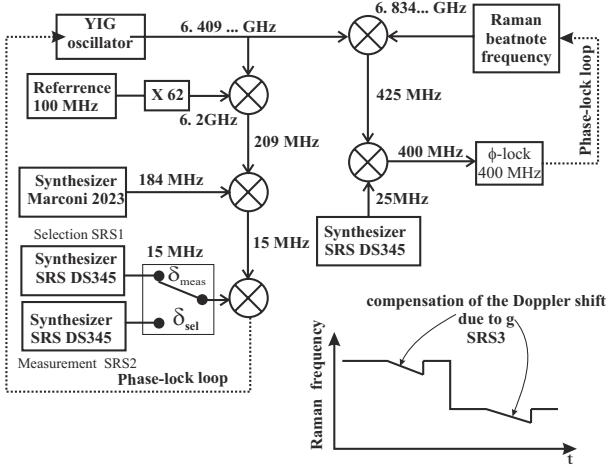 YIG
oscillator
6. 409 ... GHz
6. 834... GHz
Raman
beatnote
frequency
Phase-lock loop
Referrence
100 MHz
X 62
6. 2GHz
425 MHz
209 MHz
400 MHz
ϕ-lock
400 MHz
Synthesizer
Marconi 2023
184 MHz
25MHz
Synthesizer
SRS DS345
Selection SRS1
15 MHz
15 MHz
Synthesizer
SRS DS345
δmeas
δsel
Synthesizer
SRS DS345
Measurement SRS2
Phase-lock loop
compensation of the Doppler shift
due to g
SRS3
Raman frequency
t